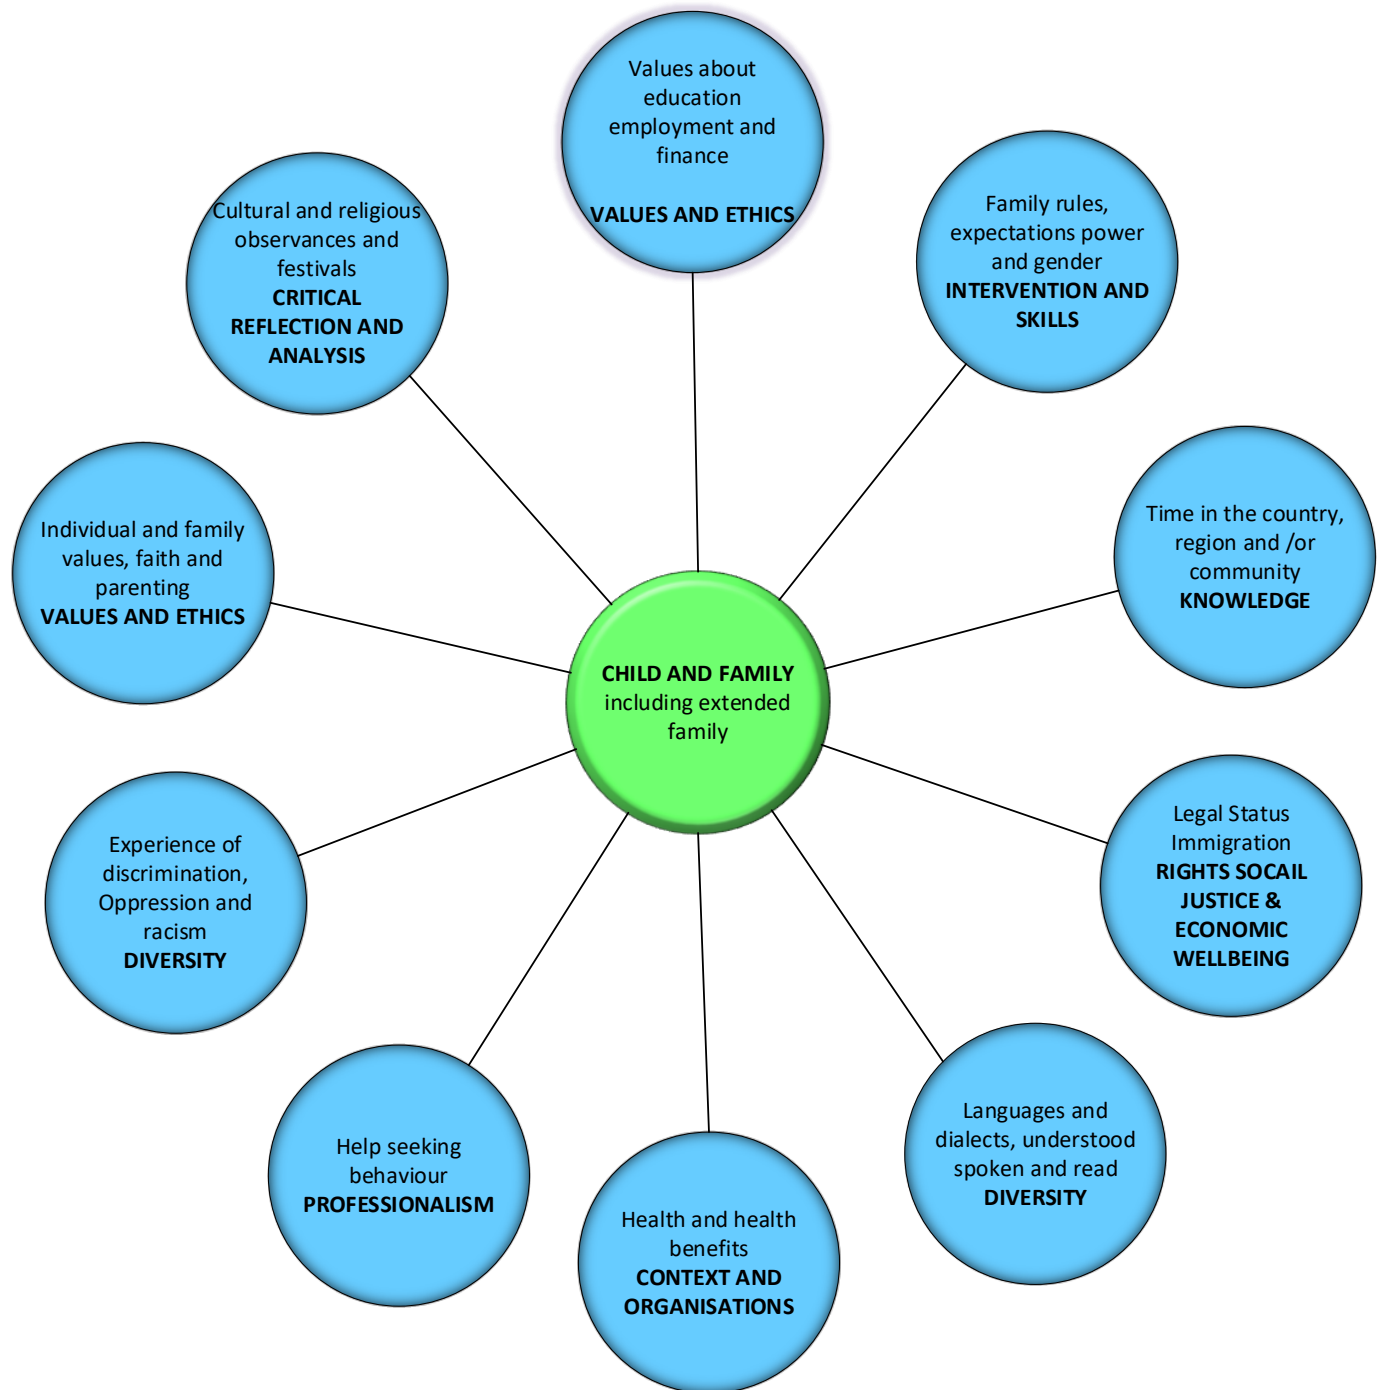 Values about
education
employment and
finance
VALUES AND ETHICS
Family rules,
expectations power
and gender
INTERVENTION AND
SKILLS
Cultural and religious
observances and
festivals
CRITICAL
REFLECTION AND
ANALYSIS
Time in the country,
region and /or
community
KNOWLEDGE
Individual and family
values, faith and
parenting
VALUES AND ETHICS
CHILD AND FAMILY
including extended
family
Legal Status
Immigration
RIGHTS SOCAIL
JUSTICE &
ECONOMIC
WELLBEING
Experience of
discrimination,
Oppression and
racism
DIVERSITY
Languages and
dialects, understood
spoken and read
DIVERSITY
Help seeking
behaviour
PROFESSIONALISM
Health and health
benefits
CONTEXT AND
ORGANISATIONS